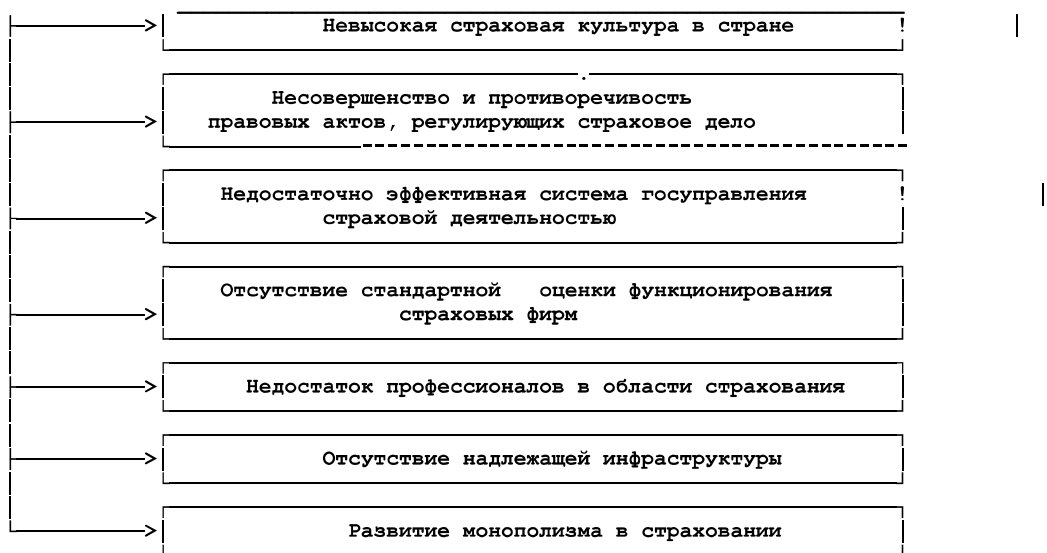 Невысокая страховая культура в стране
Несовершенство и противоречивость
правовых актов, регулирующих страховое дело
Недостаточно эффективная система госуправления
страховой деятельностью
Отсутствие стандартной оценки функционирования
страховых фирм
Недостаток профессионалов в области страхования
Отсутствие надлежащей инфраструктуры
Развитие монополизма в страховании